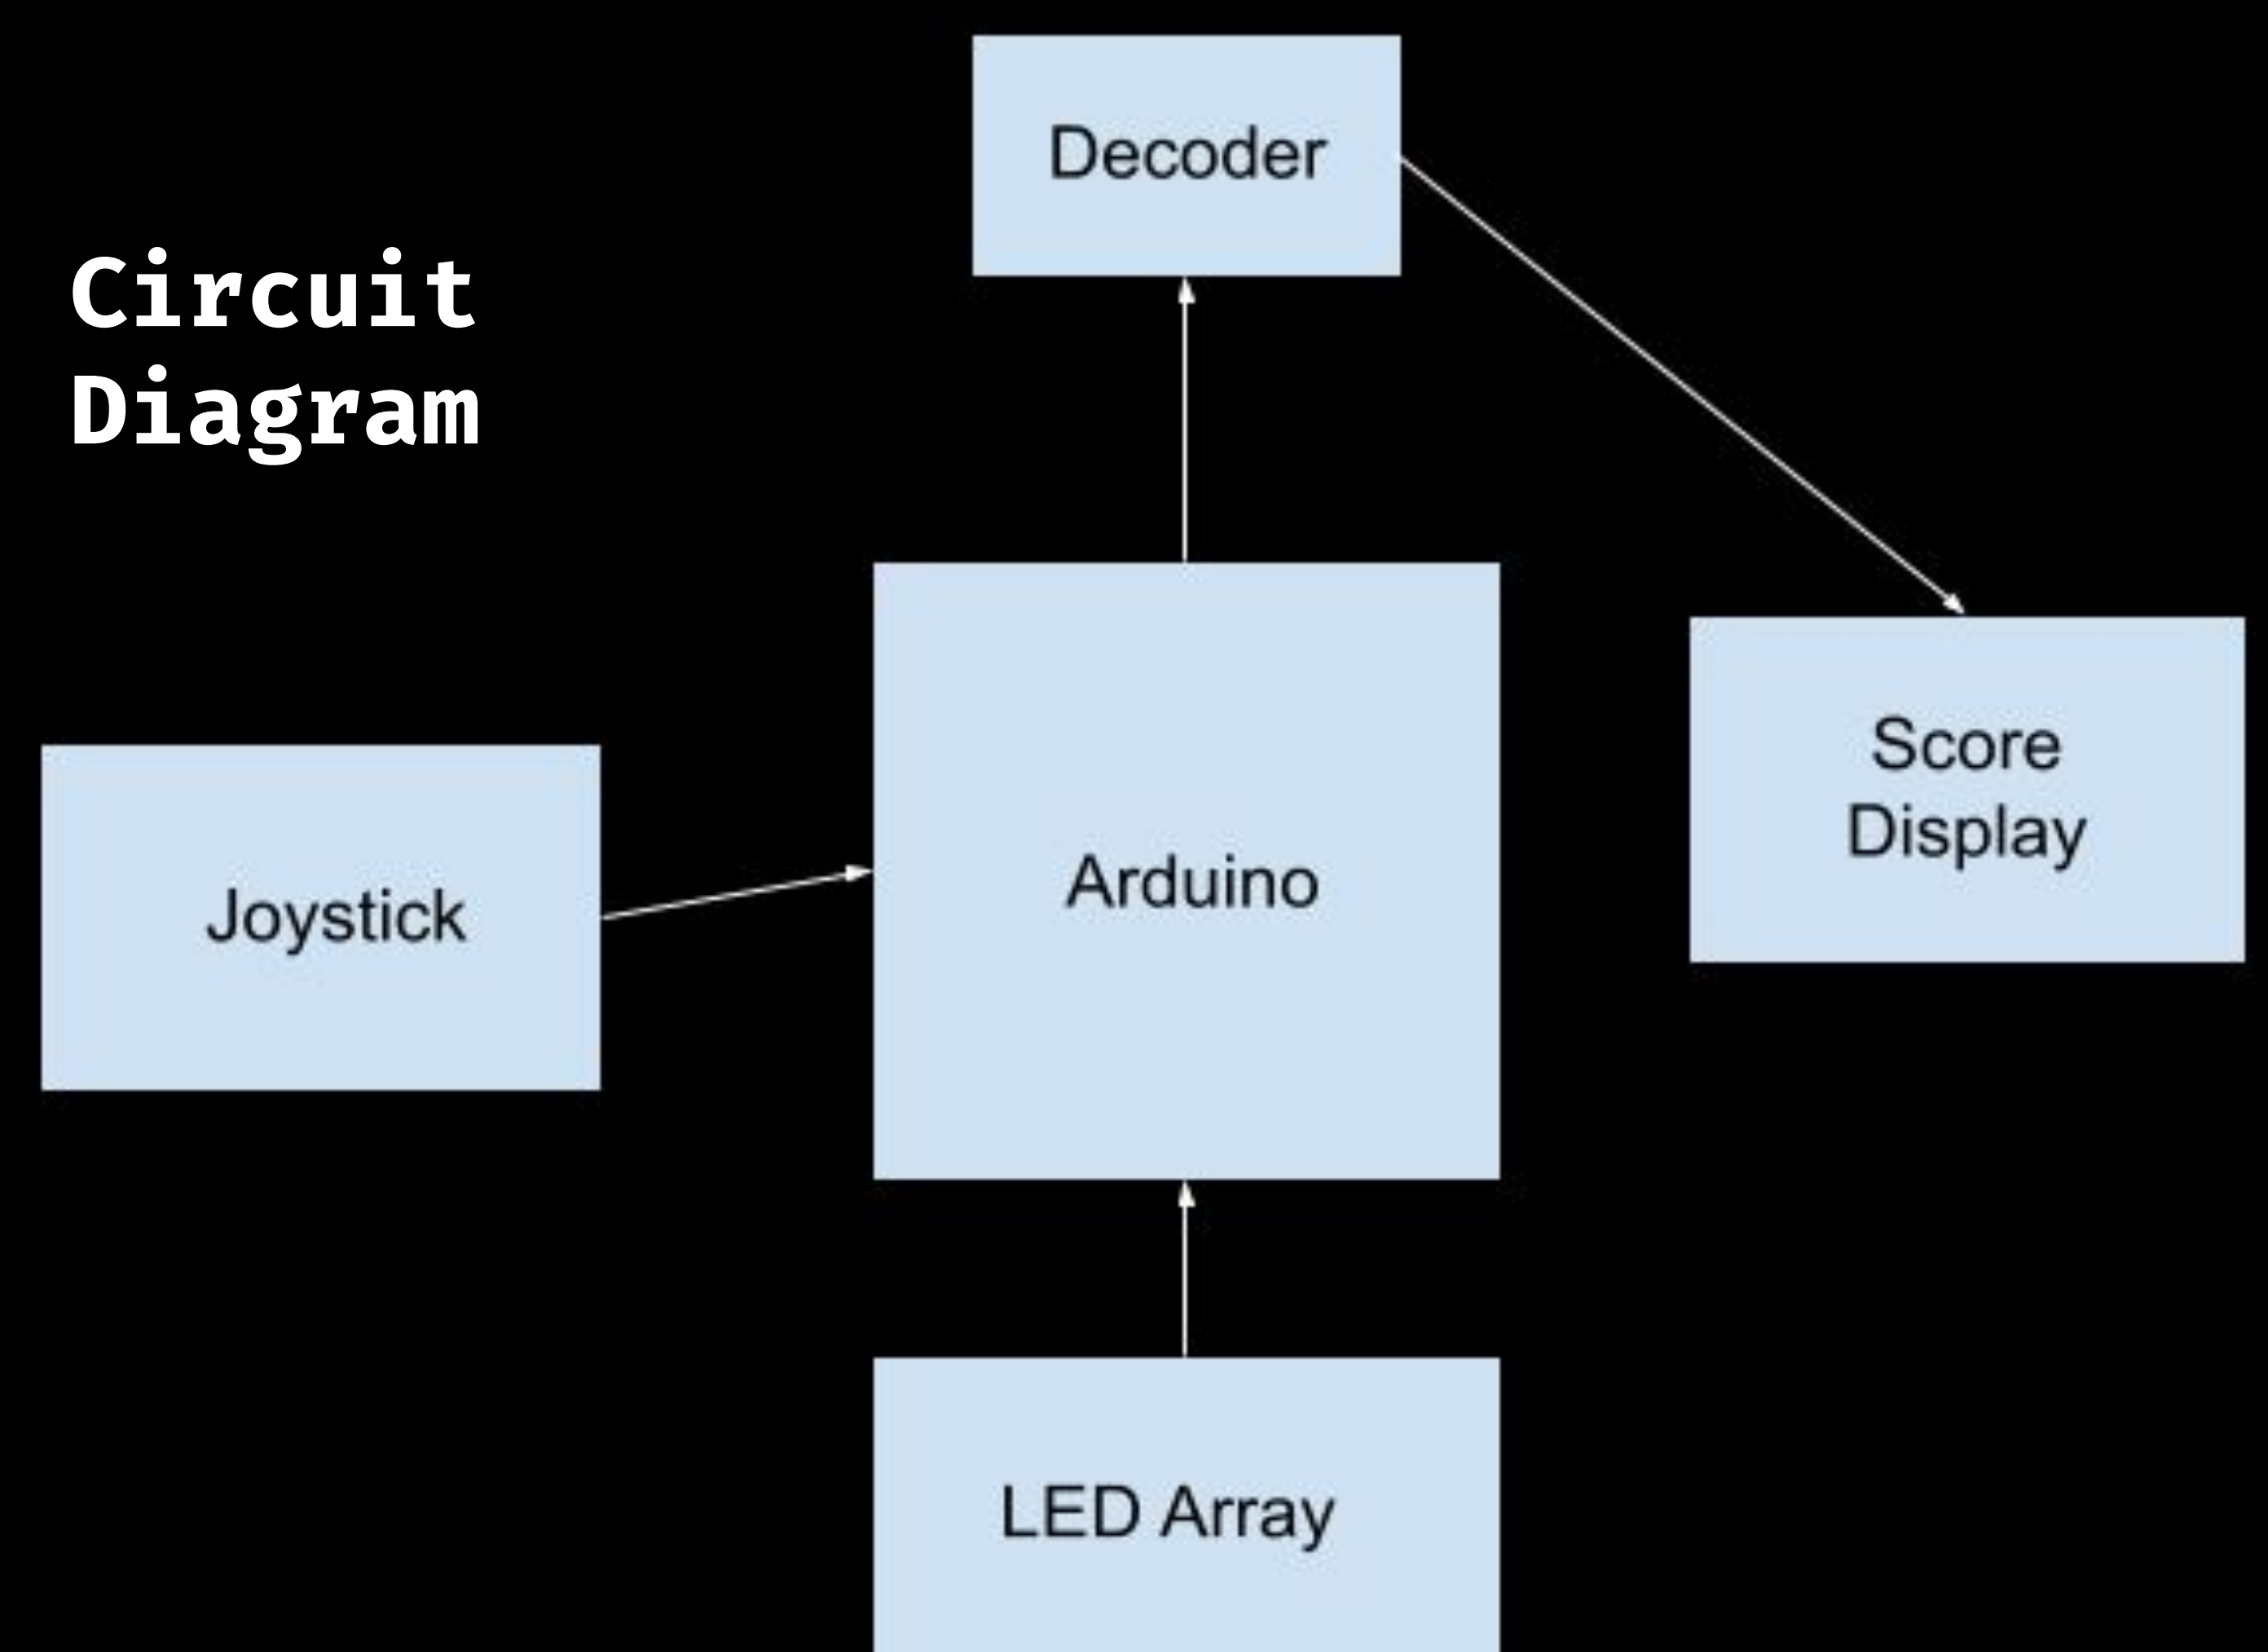 Circuit
Diagram
Decoder
Score
Display
Arduino
Joystick
LED Array